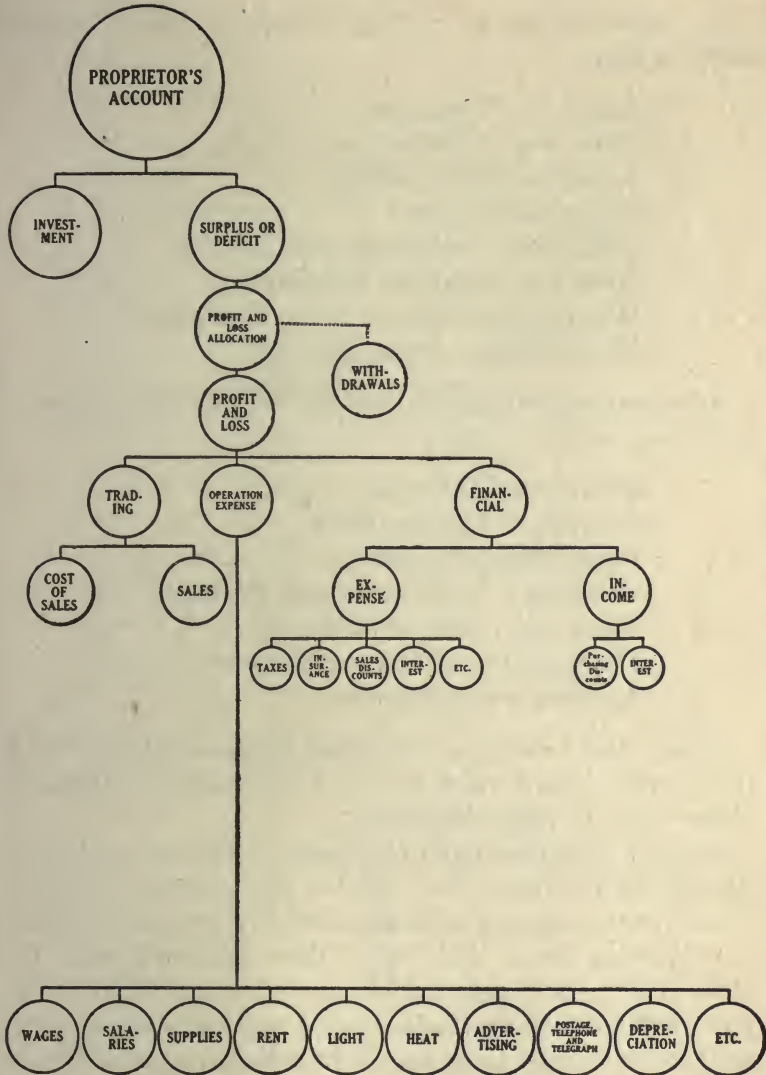 PROPRIETOR'S
ACCOUNT
INVEST-
MENT
SURPLUS OR
DEFICIT
PROFIT AND
LOSS
ALLOCATION
WITH-
DRAWALS
PROFIT
AND
LOSS
TRAD-
ING
OPERATION
EXPENSE
FINAN-
CIAL
COST
OF
SALES
SALES
EX-
PENSE
IN-
COME
TAXES
IN-
SUR-
ANCE
SALES
DIS-
COUNTS
INTER-
EST
ETC.
Pur-
chasing
Dis-
counts
INTER-
EST
WAGES
SALA-
RIES
SUPPLIES
RENT
LIGHT
HEAT
ADVER-
TISING
POSTAGE,
TELEPHONE
AND
TELEGRAPH
DEPRE-
CIATION
ETC.